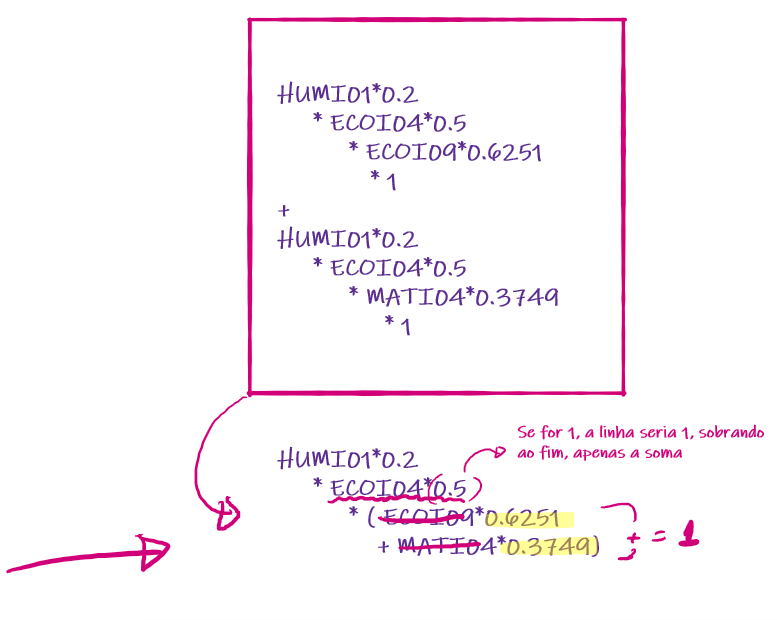 HUMI01*0.2
* ECOI04*0.5
* ECOI09*0.6251
* 1
+
HUMI01*0.2
* ECOI04*0.5
* MATI04*0.3749
* 1
Se for 1, a linha seria 1, sobrando
ao fim, apenas a soma
HUMI01*0.2
* ECOI04*(0.5)
* (ECOI09*0.6251
+ MATI04*0.3749)
+ = 1